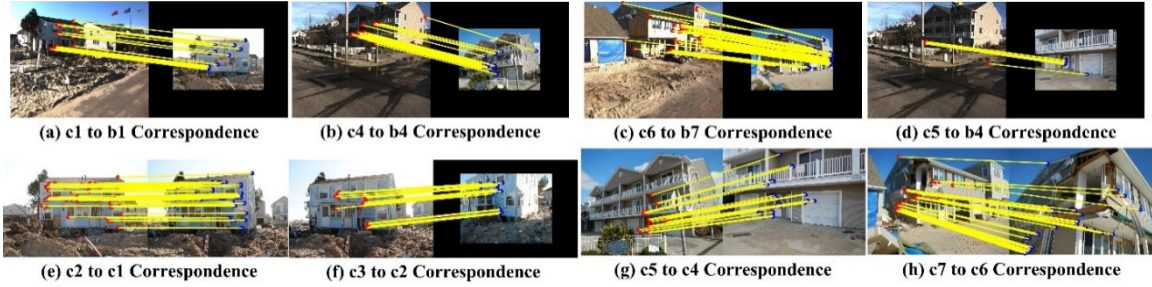 (a) c1 to b1 Correspondence
(b) c4 to b4 Correspondence
(c) c6 to b7 Correspondence
(d) c5 to b4 Correspondence
(e) c2 to c1 Correspondence
(f) c3 to c2 Correspondence
(g) c5 to c4 Correspondence
(h) c7 to c6 Correspondence